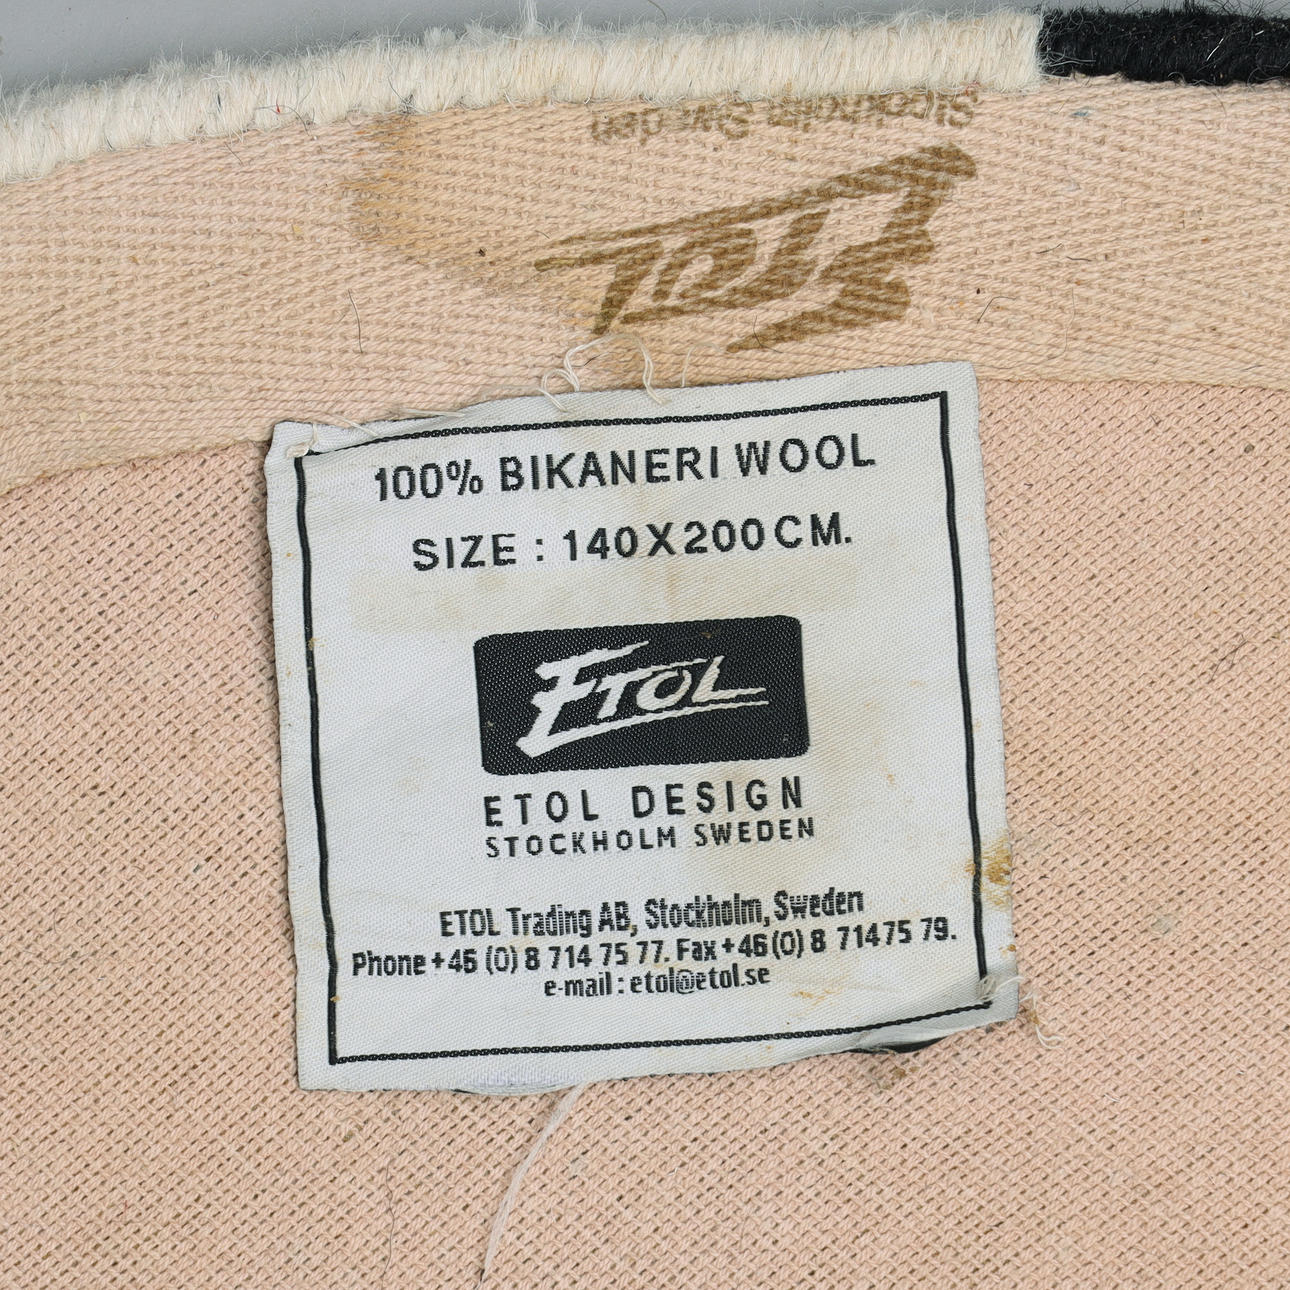 Stockholm Sweden
ETOL
100% BIKANERI WOOL
SIZE : 140X200CM.
ETOL
ETOL DESIGN
STOCKHOLM SWEDEN
ETOL Trading AB, Stockholm, Sweden
Phone +46 (0) 8 714 75 77. Fax +46 (0) 8 714 75 79.
e-mail : etol@etol.se